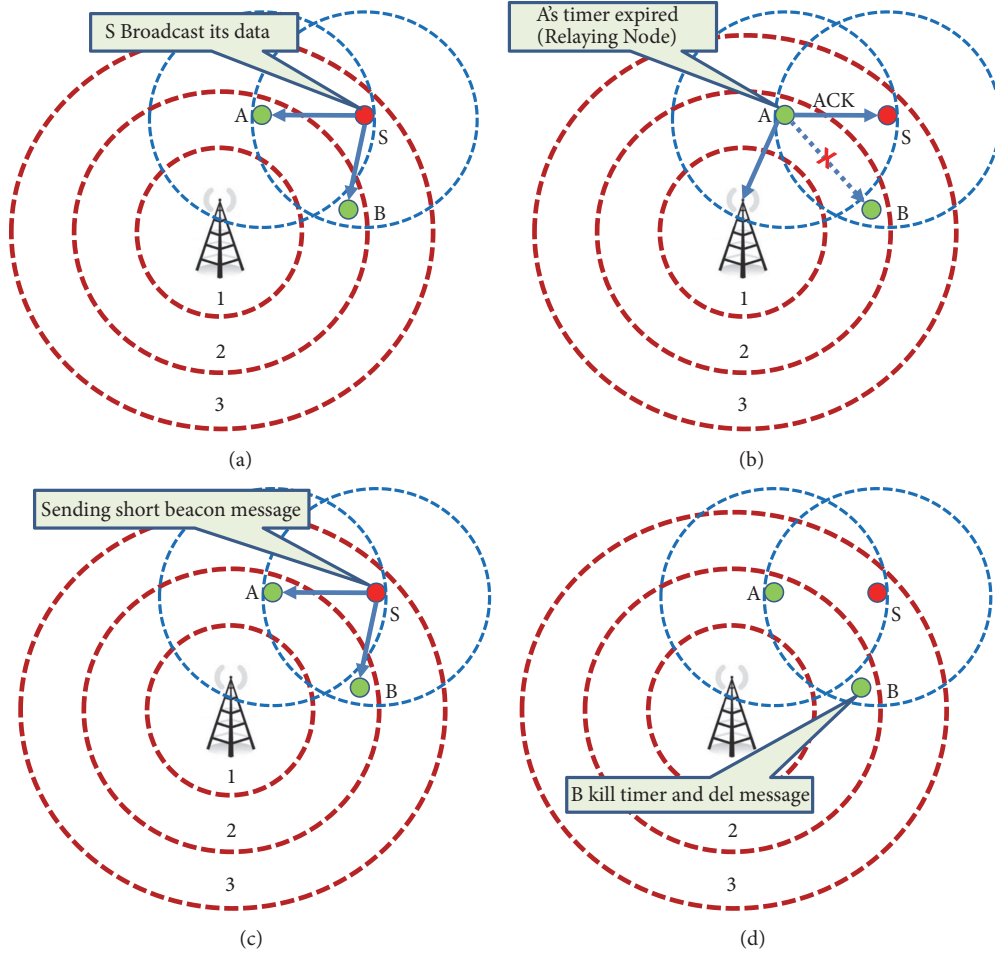 S Broadcast its data
A
S
B
1
2
3
(a)
A's timer expired
(Relaying Node)
ACK
A
S
X
B
1
2
3
(b)
Sending short beacon message
A
S
B
1
2
3
(c)
A
S
B
B kill timer and del message
2
3
(d)